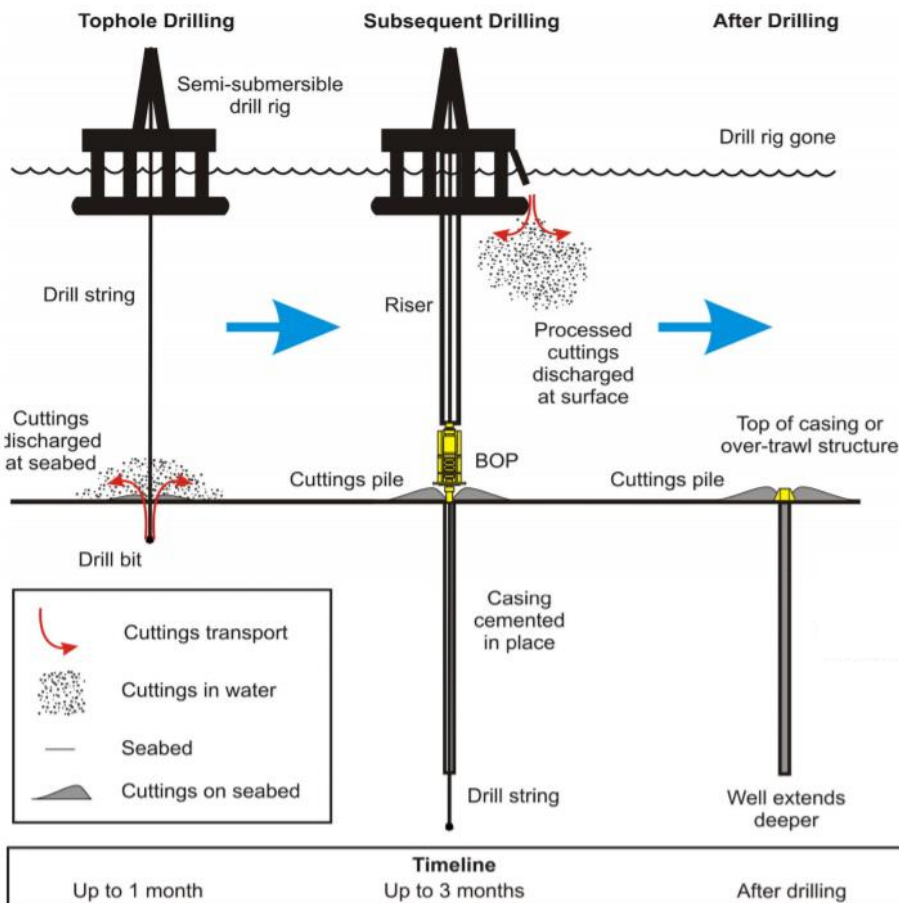 Tophole Drilling
Subsequent Drilling
After Drilling
Semi-submersible
drill rig
Drill rig gone
Drill string
Riser
Processed
cuttings
discharged
at surface
Cuttings
discharged
at seabed
BOP
Top of casing or
over-trawl structure
Cuttings pile
Cuttings pile
Drill bit
Casing
cemented
in place
Cuttings transport
Cuttings in water
Seabed
Cuttings on seabed
Drill string
Well extends
deeper
Timeline
Up to 1 month
Up to 3 months
After drilling